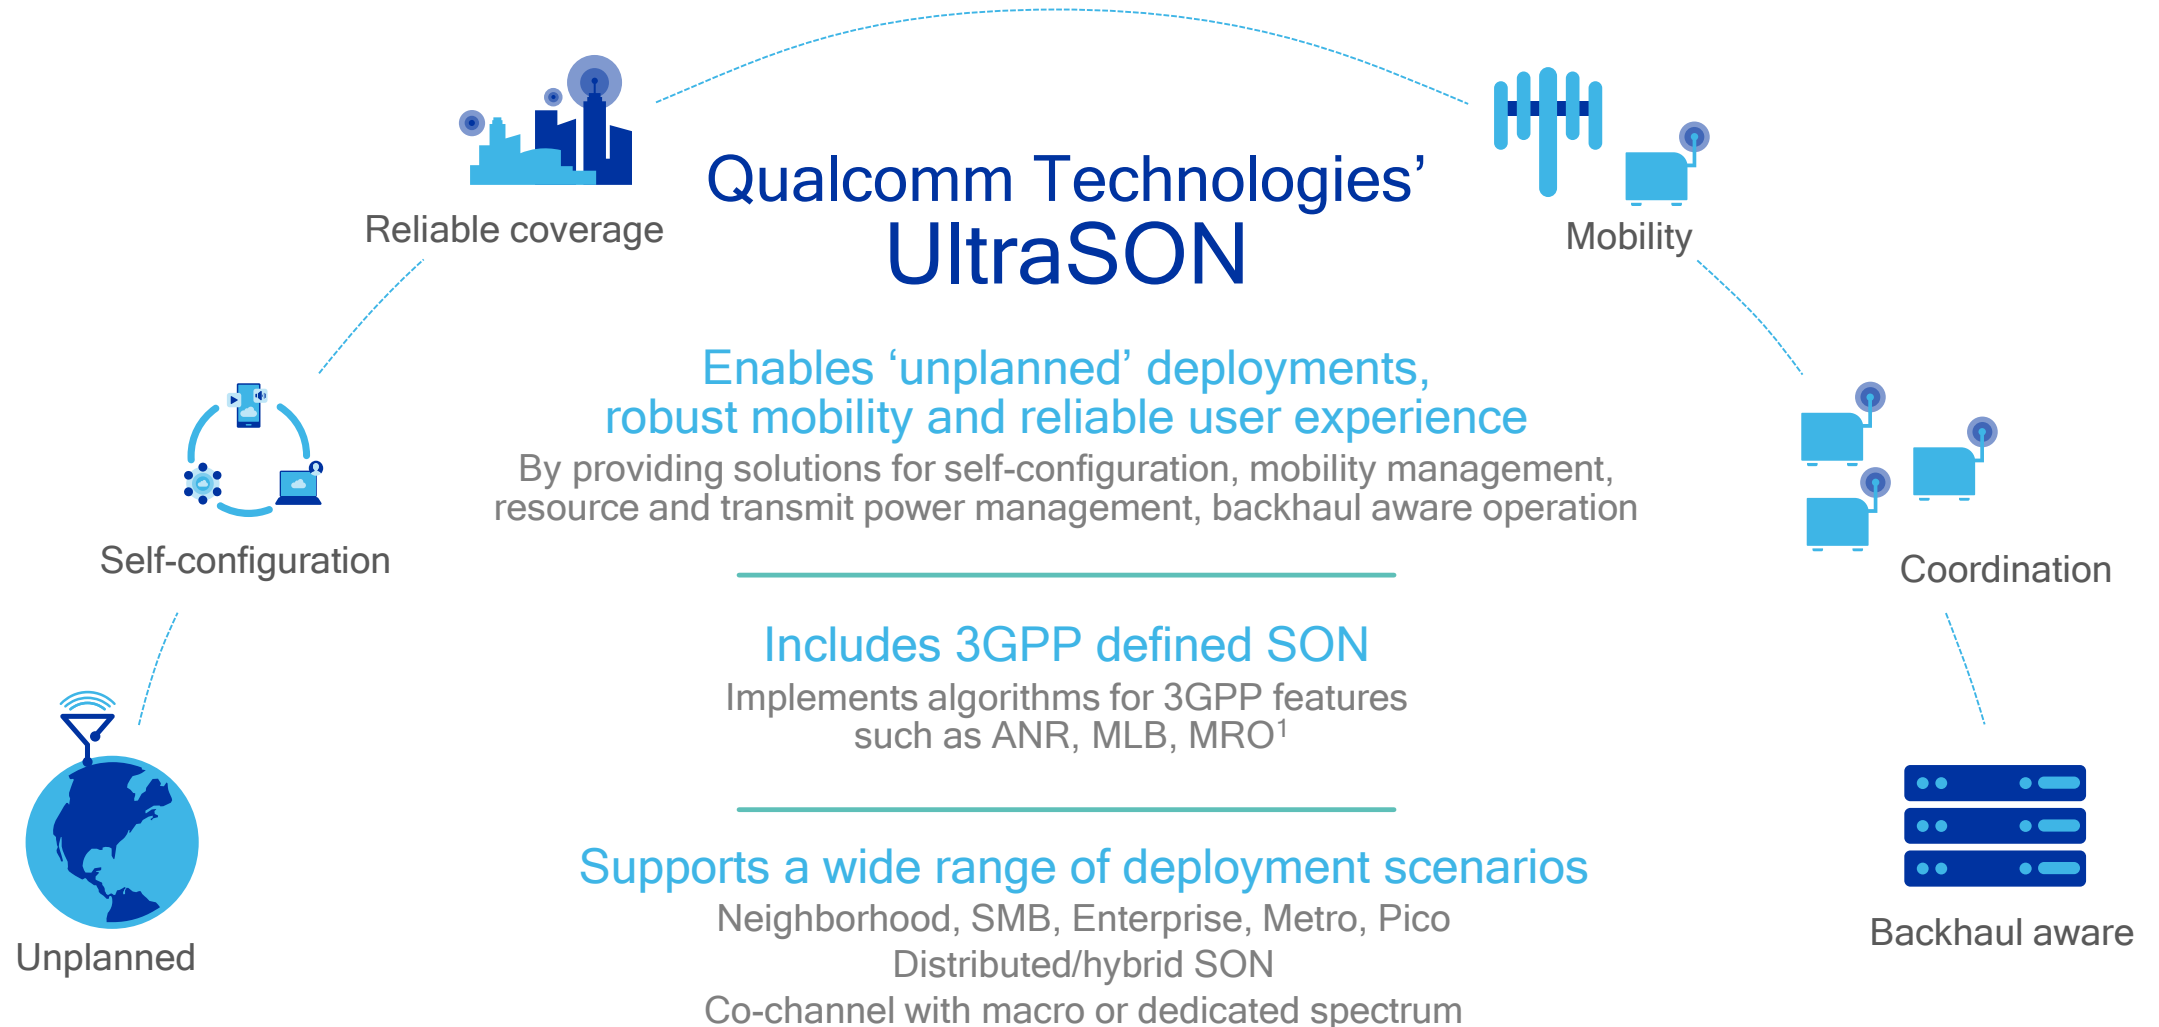 Qualcomm Technologies’
UltraSON
Reliable coverage
Mobility
Enables ‘unplanned’ deployments,
robust mobility and reliable user experience
By providing solutions for self-configuration, mobility management,
resource and transmit power management, backhaul aware operation
Self-configuration
Coordination
Includes 3GPP defined SON
Implements algorithms for 3GPP features
such as ANR, MLB, MRO¹
Supports a wide range of deployment scenarios
Neighborhood, SMB, Enterprise, Metro, Pico
Distributed/hybrid SON
Co-channel with macro or dedicated spectrum
Unplanned
Backhaul aware